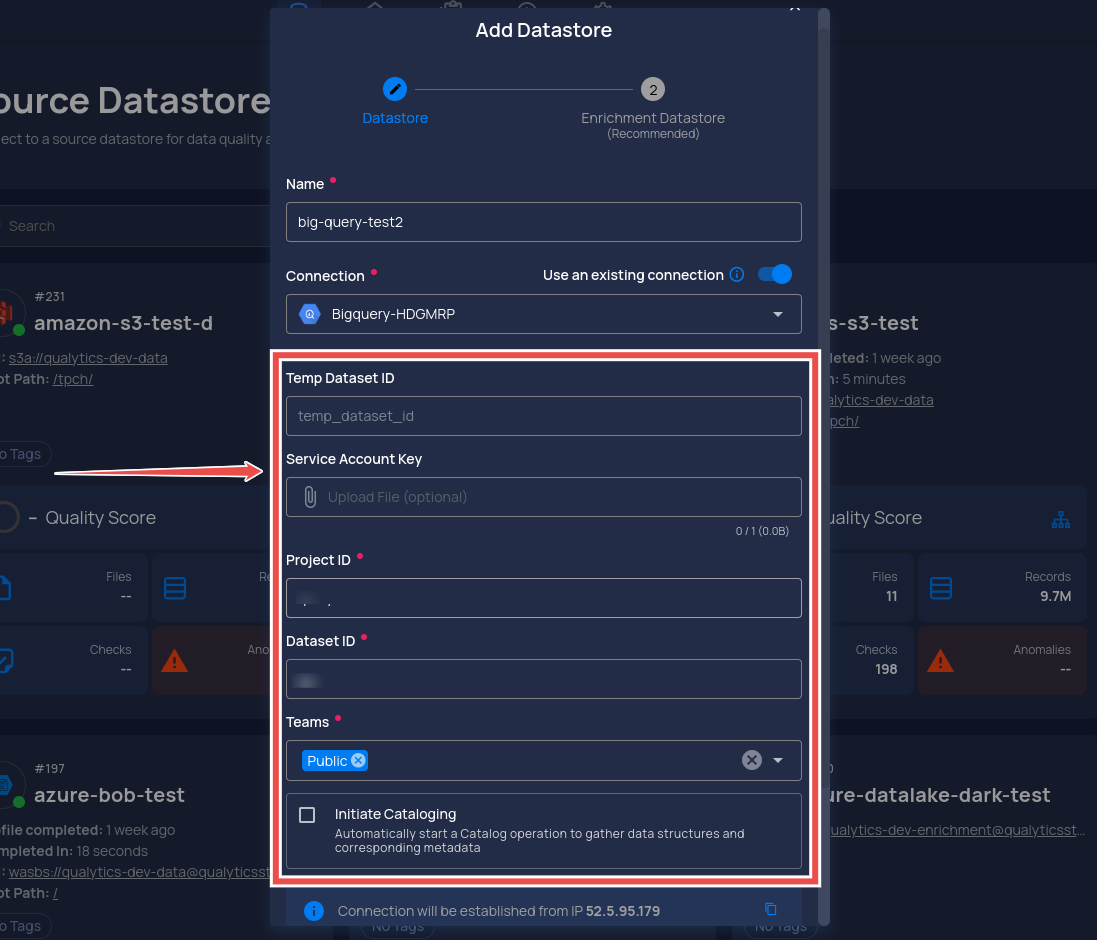 Add Datastore
2
Datastore
Enrichment Datastore
(Recommended)
ource Datastore
ect to a source datastore for data quality a
Search
Name
big-query-test2
Connection
Use an existing connection
Bigquery-HDGMRP
Temp Dataset ID
temp_dataset_id
Service Account Key
Upload File (optional)
0 / 1 (0.0B)
Project ID
Dataset ID
Teams
Public
Initiate Cataloging
Automatically start a Catalog operation to gather data structures and
corresponding metadata
Connection will be established from IP 52.5.95.179
#231
amazon-s3-test-d
: s3a://qualytics-dev-data
ot Path: /tpch/
o Tags
– Quality Score
Files
--
Re
Checks
--
Ano
#197
azure-bob-test
ofile completed: 1 week ago
mpleted in: 18 seconds
: wasbs://qualytics-dev-data@qualyticsst
ot Path: /
o Tags
No Tags
s-s3-test
leted: 1 week ago
n: 5 minutes
alytics-dev-data
pch/
uality Score
Files
11
Records
9.7M
Checks
198
Anomalies
--
0
ure-datalake-dark-test
ualytics-dev-enrichment@qualyticsst...
No Tags